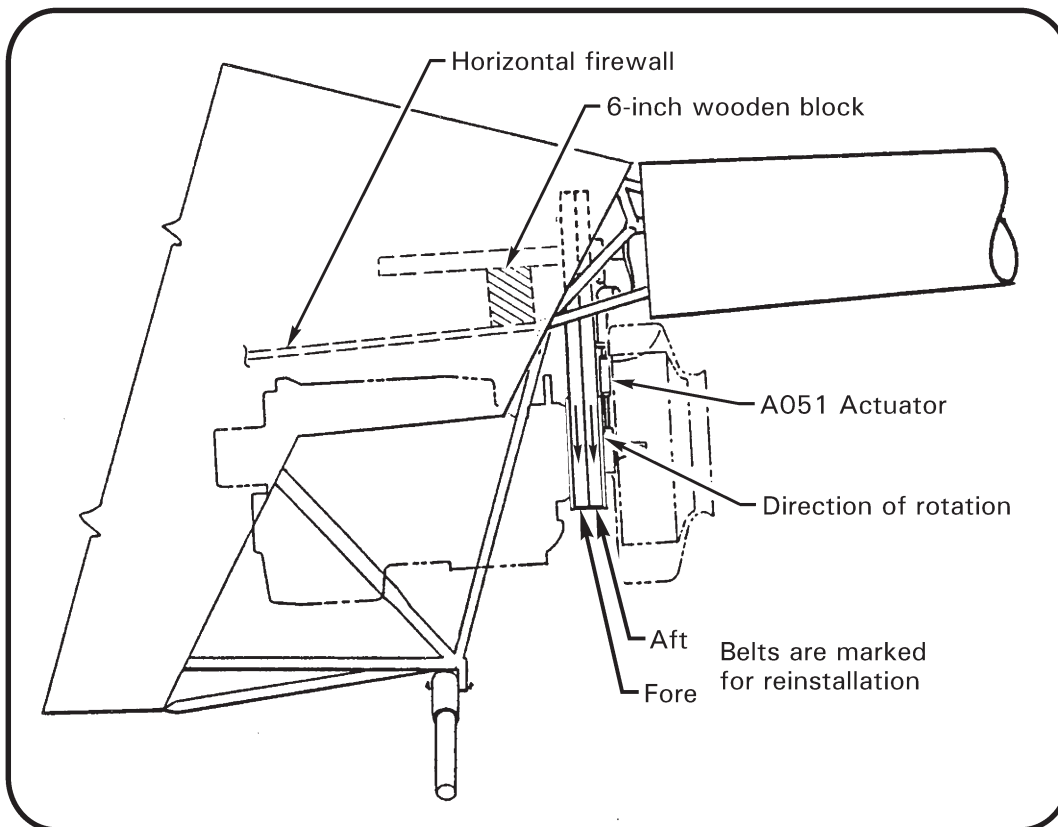 Horizontal firewall
6-inch wooden block
A051 Actuator
Direction of rotation
Aft
Belts are marked
for reinstallation
Fore